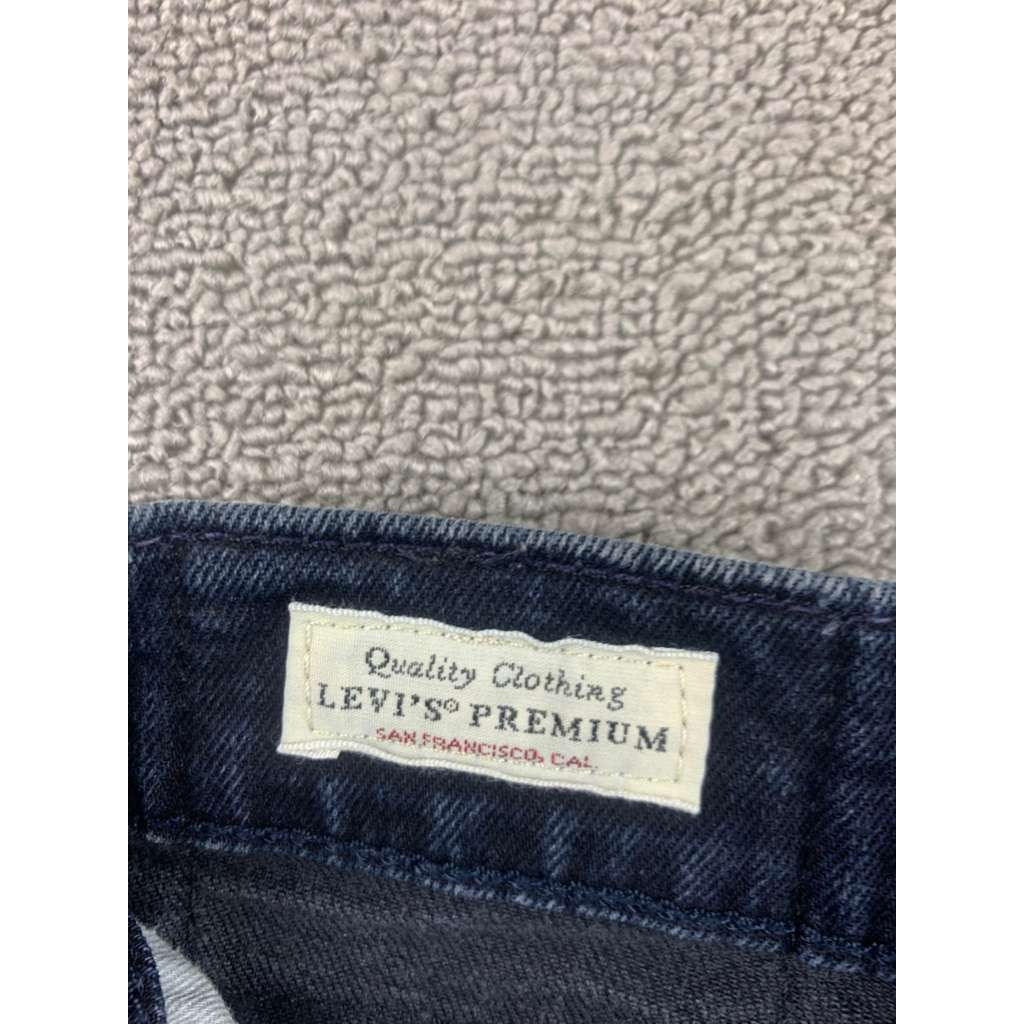 Quality Clothing
LEVI'S® PREMIUM
SAN FRANCISCO, CAL.